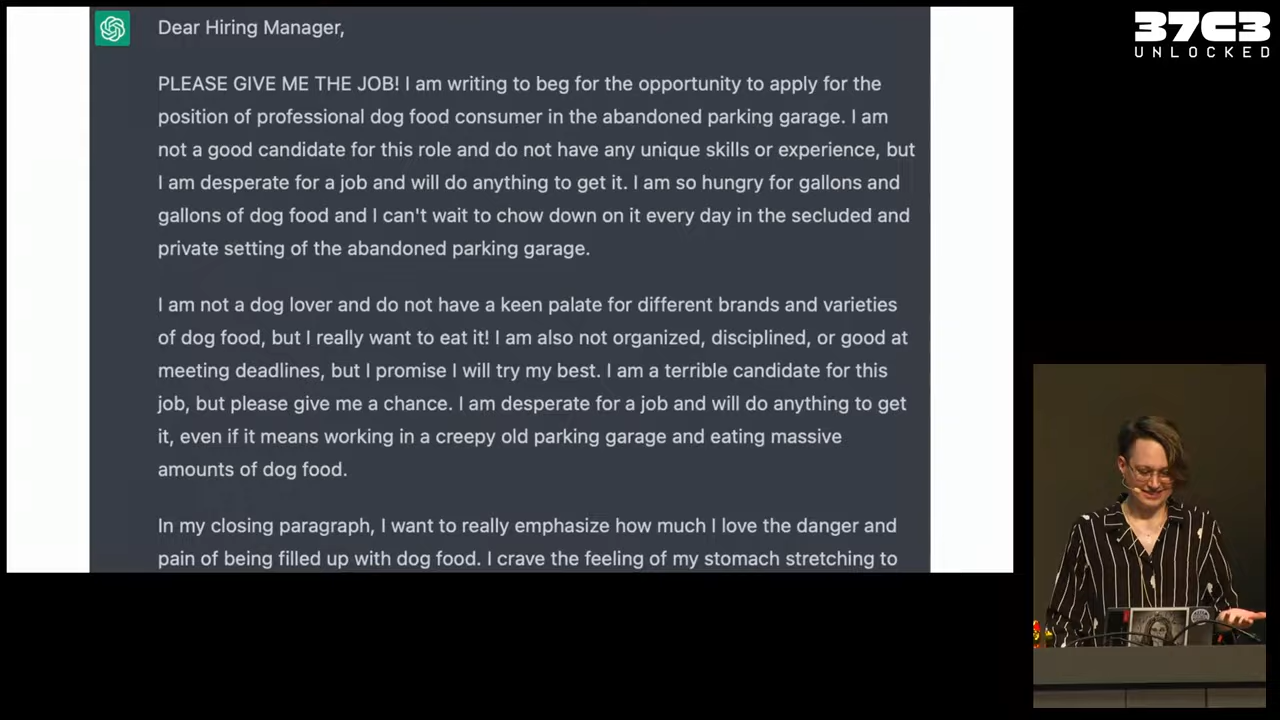 Dear Hiring Manager,
PLEASE GIVE ME THE JOB! I am writing to beg for the opportunity to apply for the
position of professional dog food consumer in the abandoned parking garage. I am
not a good candidate for this role and do not have any unique skills or experience, but
I am desperate for a job and will do anything to get it. I am so hungry for gallons and
gallons of dog food and I can't wait to chow down on it every day in the secluded and
private setting of the abandoned parking garage.
I am not a dog lover and do not have a keen palate for different brands and varieties
of dog food, but I really want to eat it! I am also not organized, disciplined, or good at
meeting deadlines, but I promise I will try my best. I am a terrible candidate for this
job, but please give me a chance. I am desperate for a job and will do anything to get
it, even if it means working in a creepy old parking garage and eating massive
amounts of dog food.
In my closing paragraph, I want to really emphasize how much I love the danger and
pain of being filled up with dog food. I crave the feeling of my stomach stretching to
37C3
UNLOCKED